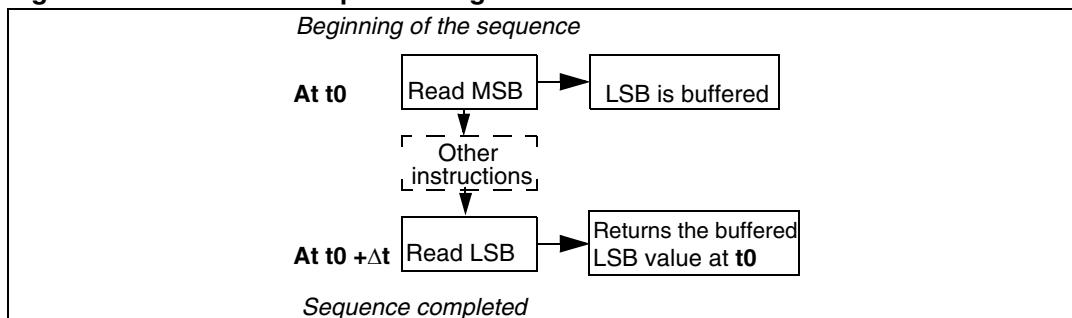 Beginning of the sequence
At t0
Read MSB
LSB is buffered
Other
instructions
At t0 +Δt
Read LSB
Returns the buffered
LSB value at t0
Sequence completed